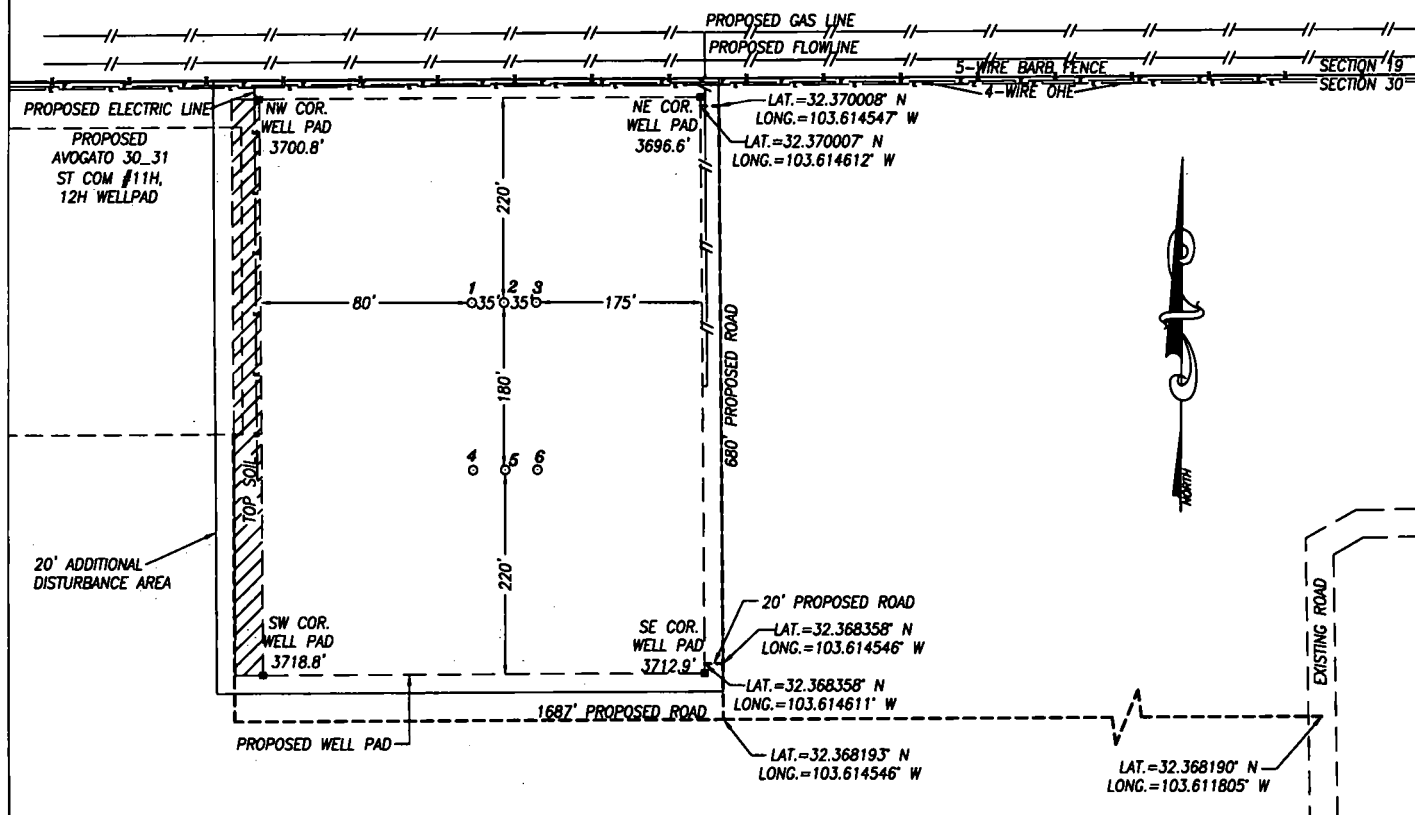 PROPOSED GAS LINE
PROPOSED FLOWLINE
5-WIRE BARB FENCE
SECTION 19
4-WIRE OHE
SECTION 30
PROPOSED ELECTRIC LINE
PROPOSED
AVOGATO 30_31
ST COM #11H,
12H WELLPAD
NW COR.
WELL PAD
3700.8'
NE COR.
WELL PAD
3696.6'
LAT.=32.370008° N
LONG.=103.614547° W
LAT.=32.370007° N
LONG.=103.614612° W
220'
80'
1
35'
2
35'
3
175'
180'
680' PROPOSED ROAD
NORTH
4
5
6
TOP SOIL
220'
20' ADDITIONAL
DISTURBANCE AREA
EXISTING ROAD
SW COR.
WELL PAD
3718.8'
SE COR.
WELL PAD
3712.9'
20' PROPOSED ROAD
LAT.=32.368358° N
LONG.=103.614546° W
LAT.=32.368358° N
LONG.=103.614611° W
1687' PROPOSED ROAD
PROPOSED WELL PAD
LAT.=32.368193° N
LONG.=103.614546° W
LAT.=32.368190° N
LONG.=103.611805° W